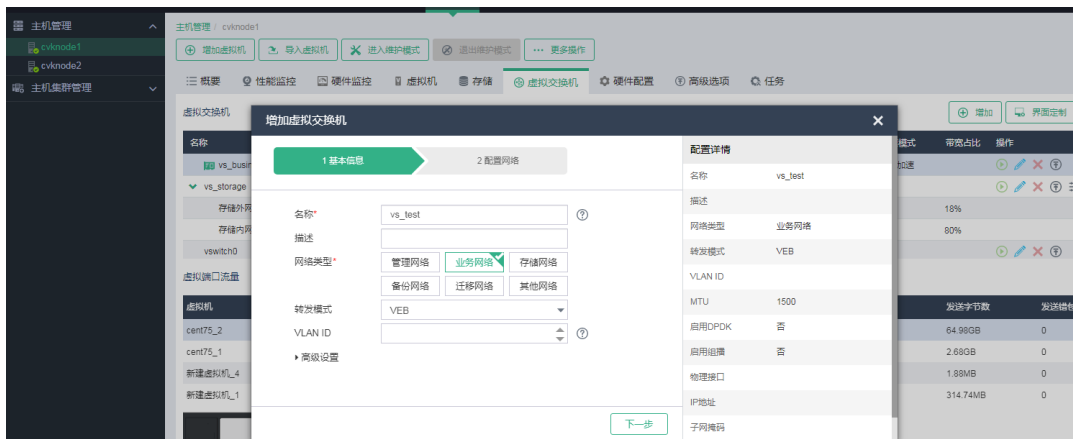 主机管理
cvknode1
cvknode2
主机集群管理
主机管理 / cvknode1
增加虚拟机 导入虚拟机 进入维护模式 退出维护模式 ••• 更多操作
概要 性能监控 硬件监控 虚拟机 存储 虚拟交换机 硬件配置 高级选项 任务
虚拟交换机 增加 界面定制
名称 模式 带宽占比 操作
vs_busin 加速
vs_storage
存储外网 18%
存储内网 80%
vswitch0
虚拟端口流量
虚拟机 发送字节数 发送错包
cent75_2 64.98GB 0
cent75_1 2.68GB 0
新建虚拟机_4 1.88MB 0
新建虚拟机_1 314.74MB 0
增加虚拟交换机
1 基本信息 2 配置网络
名称* vs_test
描述
网络类型* 管理网络 业务网络 存储网络
备份网络 迁移网络 其他网络
转发模式 VEB
VLAN ID
高级设置
下一步
配置详情
名称 vs_test
描述
网络类型 业务网络
转发模式 VEB
VLAN ID
MTU 1500
启用DPDK 否
启用组播 否
物理接口
IP地址
子网掩码